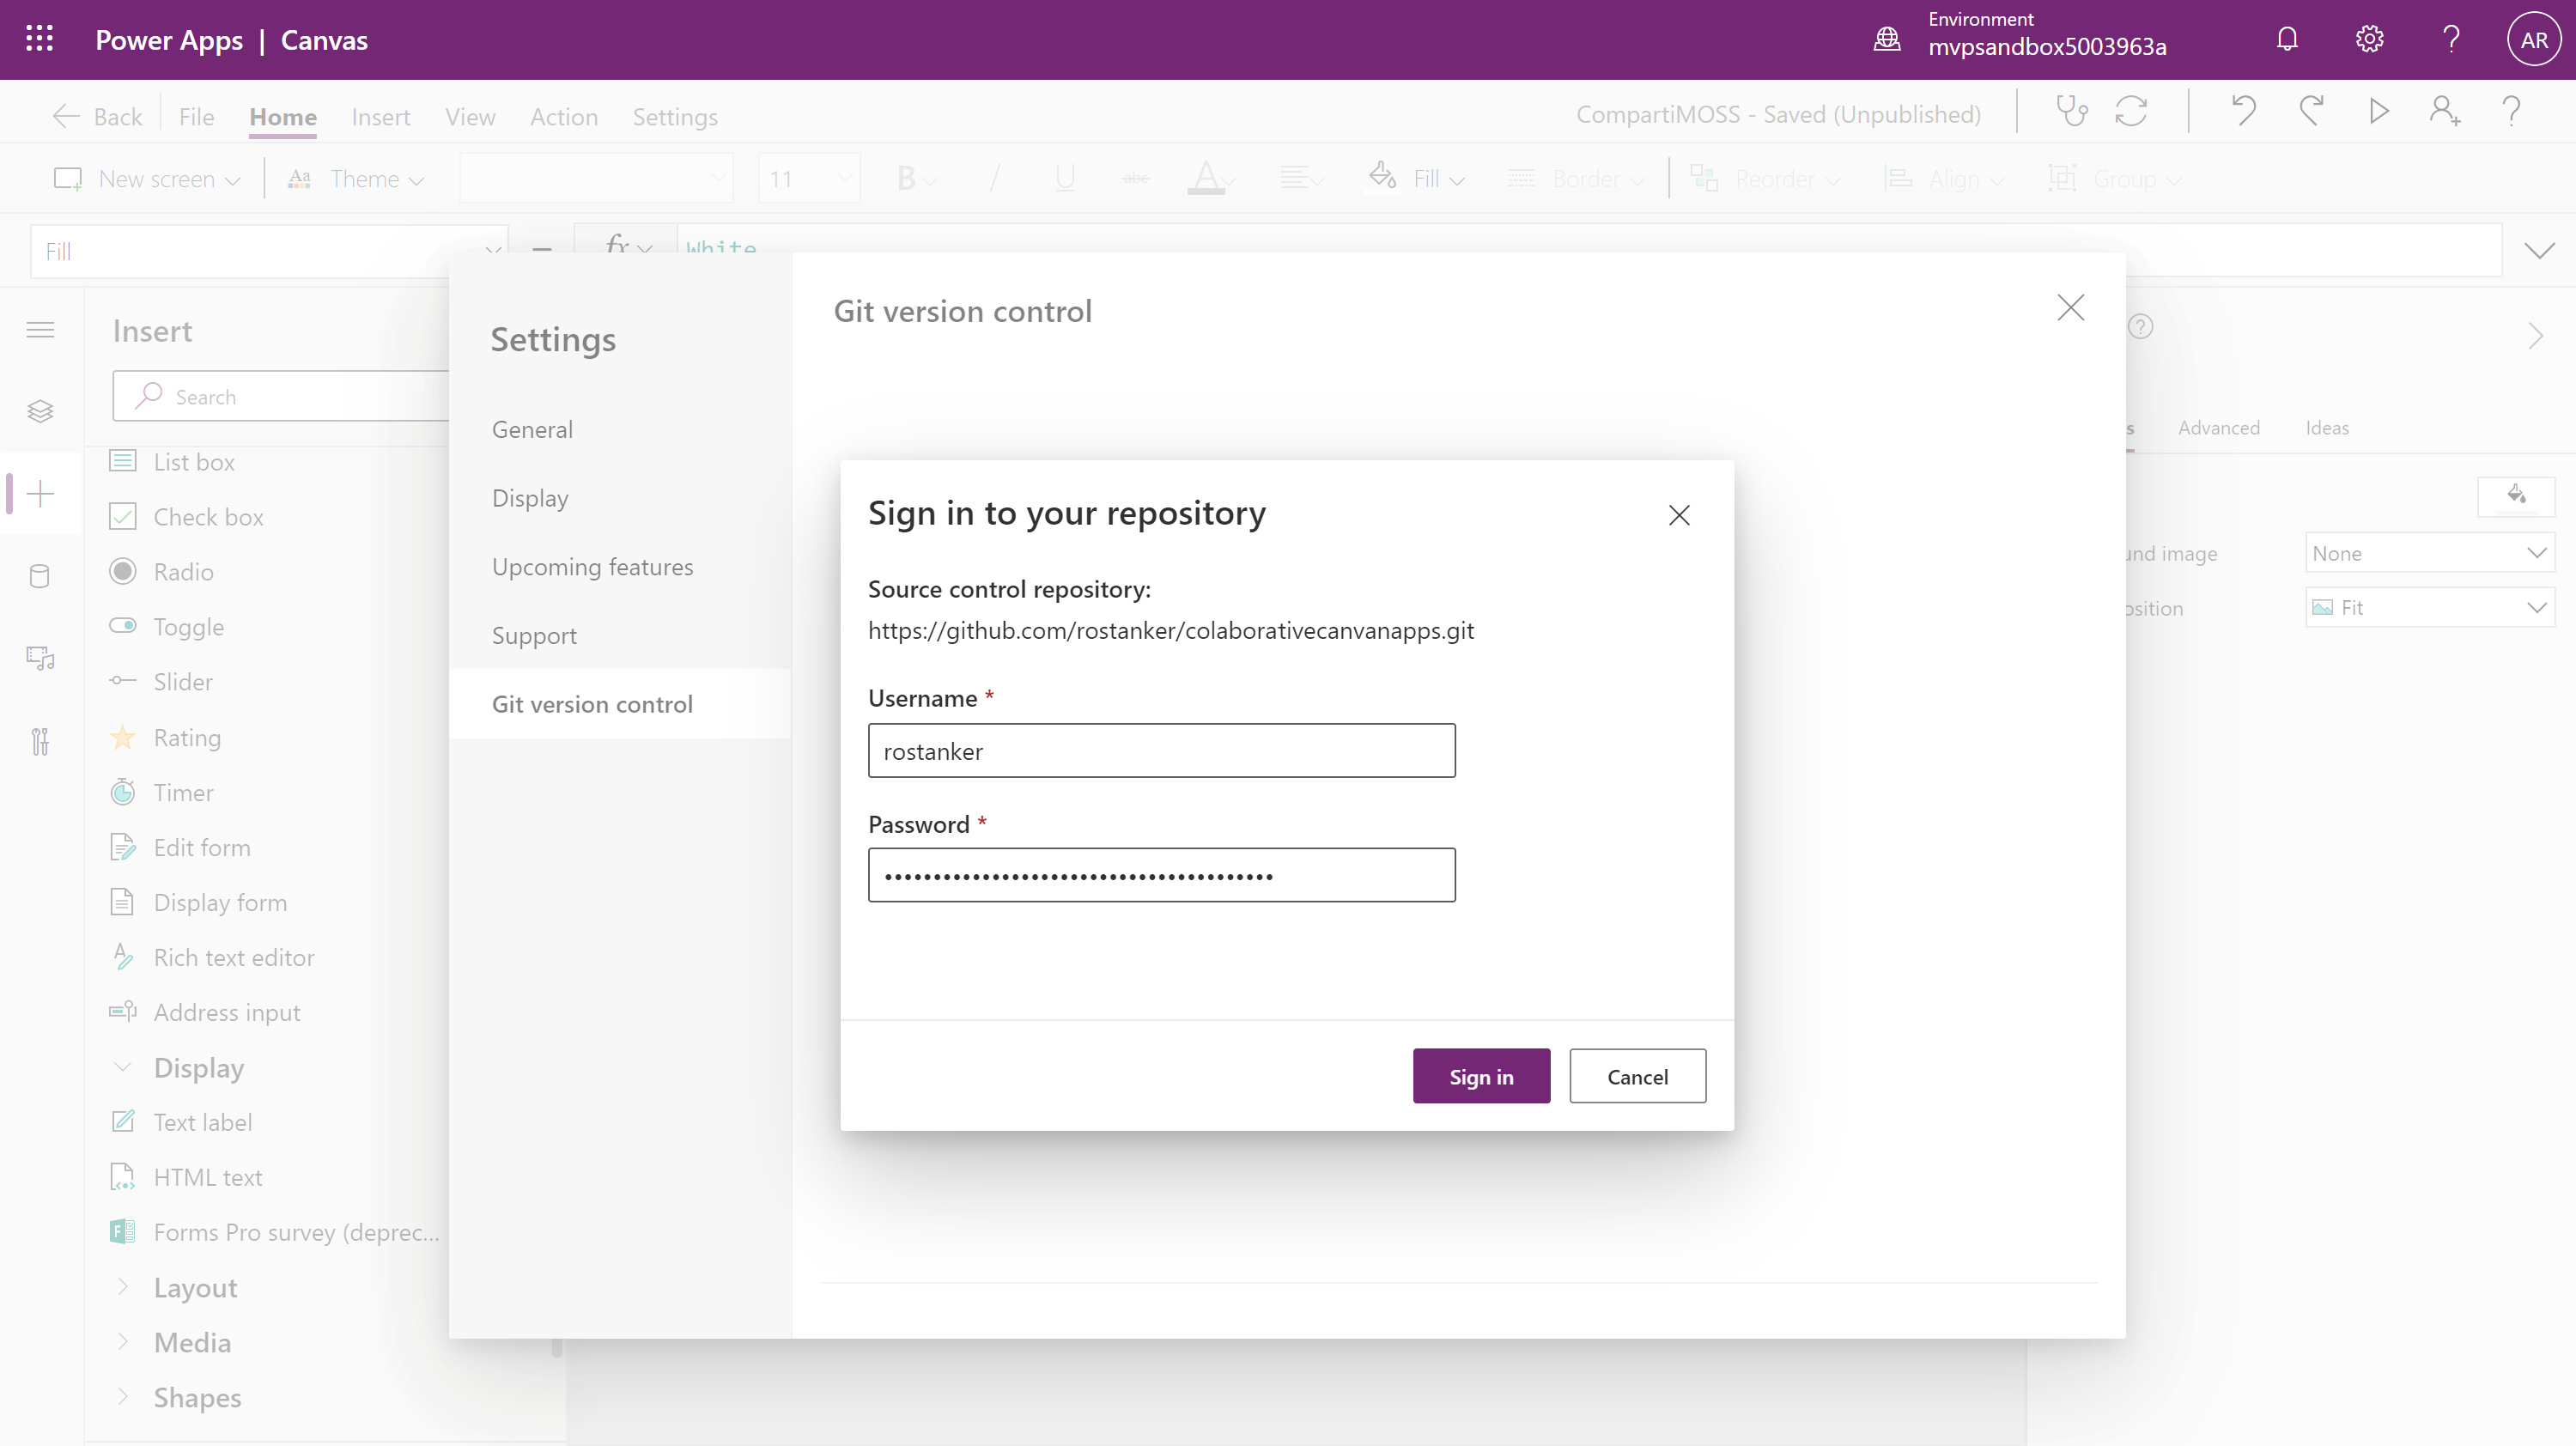 Power Apps | Canvas
Environment
mvpsandbox5003963a
AR
Back
File
Home
Insert
View
Action
Settings
CompartiMOSS - Saved (Unpublished)
New screen
Theme
11
B
abc
A
Fill
Border
Reorder
Align
Group
Fill
=
fx
White
Insert
Search
List box
Check box
Radio
Toggle
Slider
Rating
Timer
Edit form
Display form
Rich text editor
Address input
Display
Text label
HTML text
Forms Pro survey (deprec...
Layout
Media
Shapes
Settings
General
Display
Upcoming features
Support
Git version control
Git version control
Sign in to your repository
Source control repository:
https://github.com/rostanker/colaborativecanvanapps.git
Username *
rostanker
Password *
••••••••••••••••••••••••••••••••••••••••
Sign in
Cancel
Advanced
Ideas
und image
None
osition
Fit